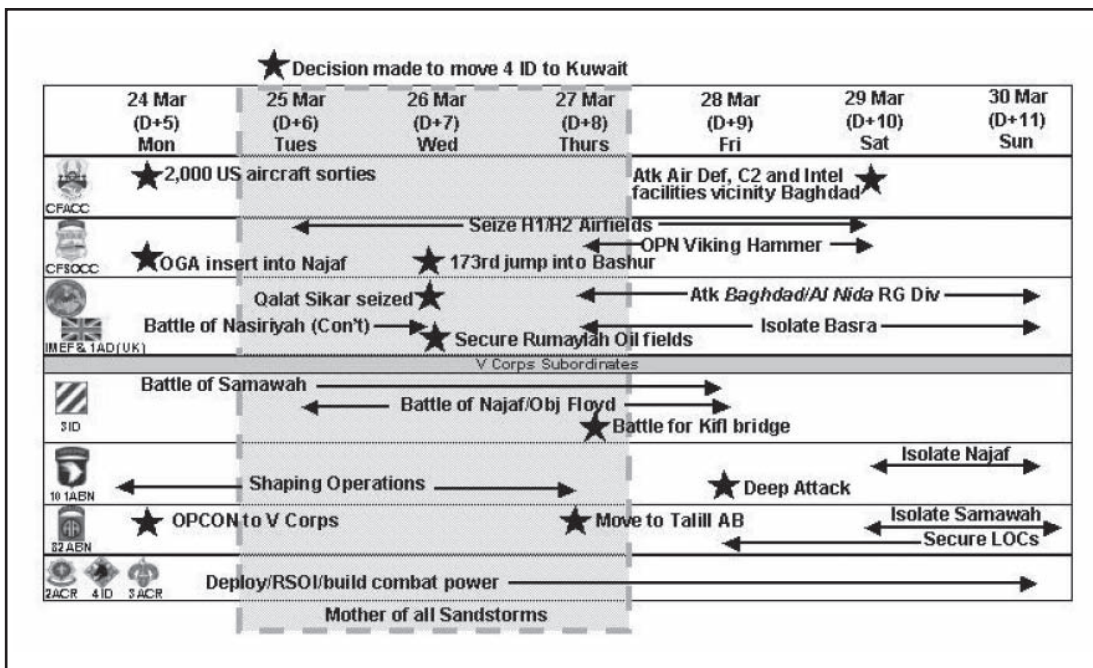 Decision made to move 4 ID to Kuwait
24 Mar 25 Mar 26 Mar 27 Mar 28 Mar 29 Mar 30 Mar
(D+5) (D+6) (D+7) (D+8) (D+9) (D+10) (D+11)
Mon Tues Wed Thurs Fri Sat Sun
2,000 US aircraft sorties
Atk Air Def, C2 and Intel
facilities vicinity Baghdad
CFACC
Seize H1/H2 Airfields
OPN Viking Hammer
OGA insert into Najaf
173rd jump into Bashur
CFSOCC
Qalat Sikar seized
Atk Baghdad/Al Nida RG Div
Battle of Nasiriyah (Con't)
Isolate Basra
Secure Rumaylah Oil fields
IMEF & 1AD(UK)
V Corps Subordinates
Battle of Samawah
Battle of Najaf/Obj Floyd
Battle for Kifl bridge
3ID
Isolate Najaf
Shaping Operations
Deep Attack
101ABN
OPCON to V Corps
Move to Talill AB
Isolate Samawah
Secure LOCs
82ABN
Deploy/RSOI/build combat power
2ACR 4ID 3ACR
Mother of all Sandstorms